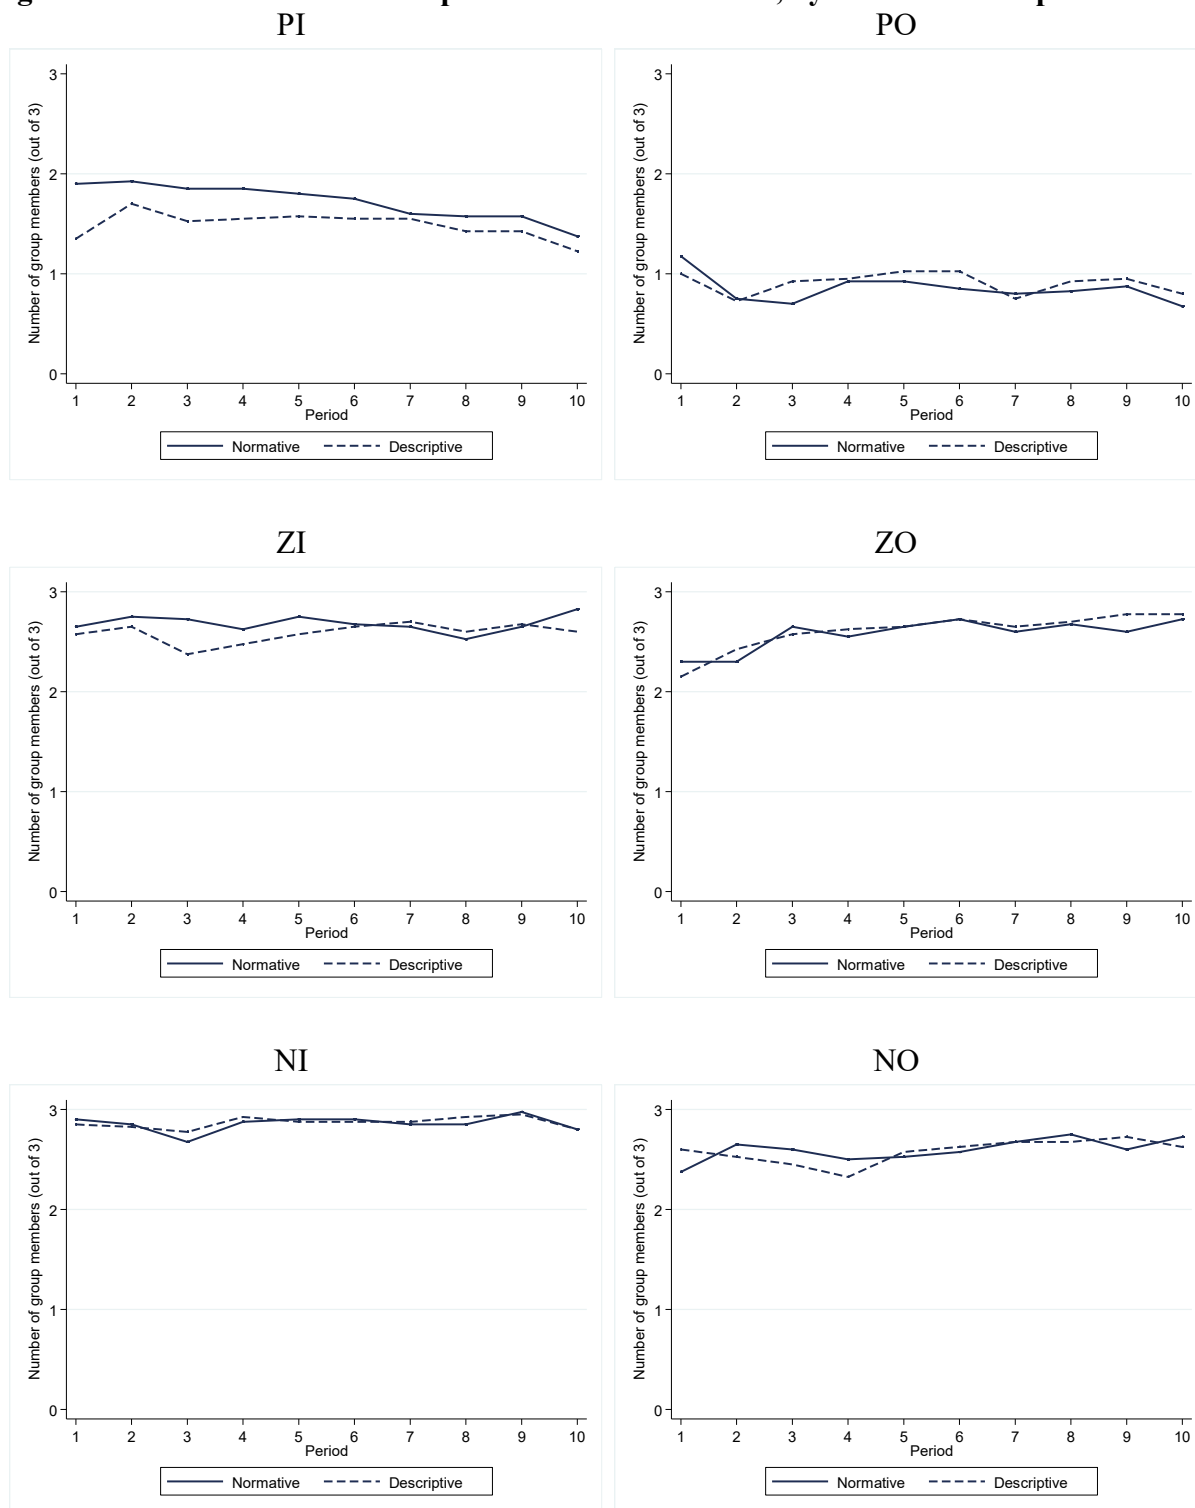 PI
PO
3
2
1
0
Number of group members (out of 3)
1 2 3 4 5 6 7 8 9 10
Period
Normative Descriptive
3
2
1
0
Number of group members (out of 3)
1 2 3 4 5 6 7 8 9 10
Period
Normative Descriptive
ZI
ZO
3
2
1
0
Number of group members (out of 3)
1 2 3 4 5 6 7 8 9 10
Period
Normative Descriptive
3
2
1
0
Number of group members (out of 3)
1 2 3 4 5 6 7 8 9 10
Period
Normative Descriptive
NI
NO
3
2
1
0
Number of group members (out of 3)
1 2 3 4 5 6 7 8 9 10
Period
Normative Descriptive
3
2
1
0
Number of group members (out of 3)
1 2 3 4 5 6 7 8 9 10
Period
Normative Descriptive